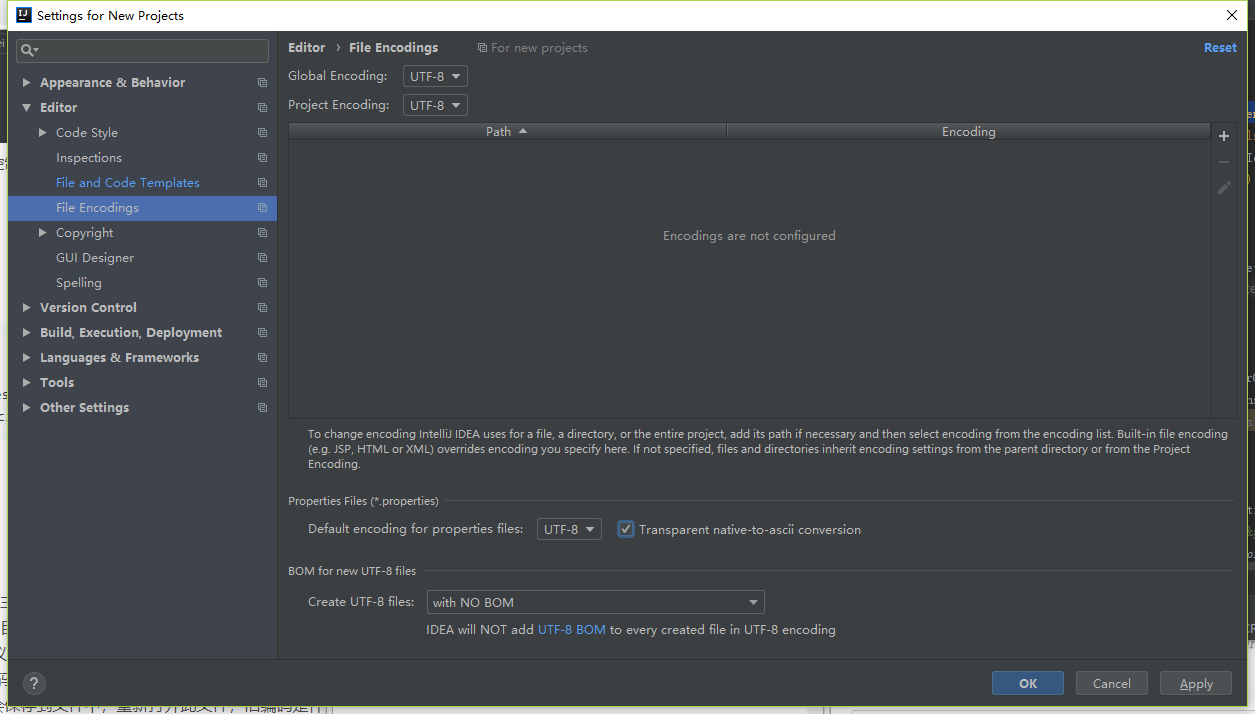 Settings for New Projects
Appearance & Behavior
Editor
Code Style
Inspections
File and Code Templates
File Encodings
Copyright
GUI Designer
Spelling
Version Control
Build, Execution, Deployment
Languages & Frameworks
Tools
Other Settings
Editor › File Encodings For new projects Reset
Global Encoding: UTF-8
Project Encoding: UTF-8
Path Encoding
Encodings are not configured
To change encoding IntelliJ IDEA uses for a file, a directory, or the entire project, add its path if necessary and then select encoding from the encoding list. Built-in file encoding
(e.g. JSP, HTML or XML) overrides encoding you specify here. If not specified, files and directories inherit encoding settings from the parent directory or from the Project
Encoding.
Properties Files (*.properties)
Default encoding for properties files: UTF-8 Transparent native-to-ascii conversion
BOM for new UTF-8 files
Create UTF-8 files: with NO BOM
IDEA will NOT add UTF-8 BOM to every created file in UTF-8 encoding
? OK Cancel Apply